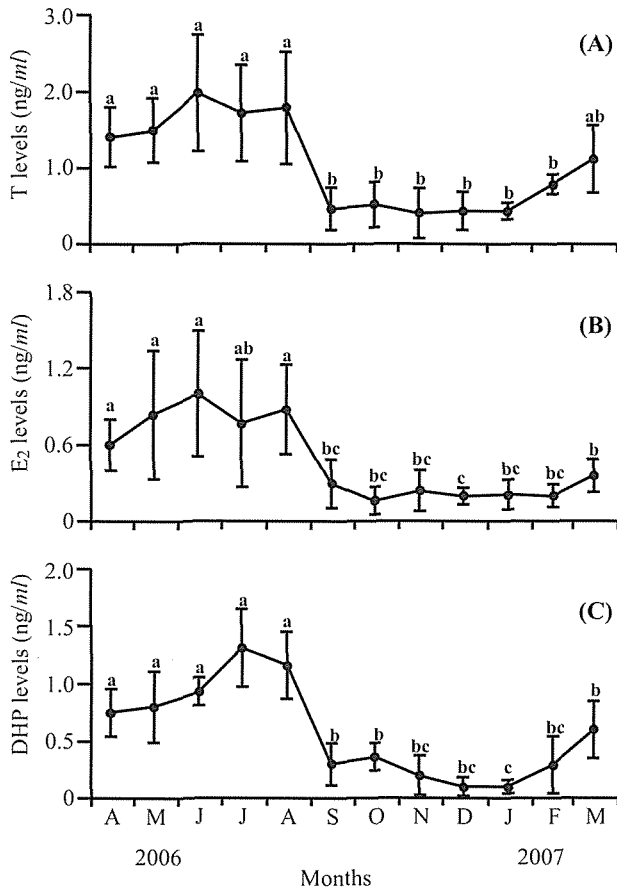 3.0
2.0
1.0
0
T levels (ng/ml)
(A)
a a a a a b b b b b b ab
1.8
1.2
0.6
0
E2 levels (ng/ml)
(B)
a a a ab a bc bc bc c bc bc b
2.0
1.5
1.0
0.5
0
DHP levels (ng/ml)
(C)
a a a a a b b bc bc c bc b
A M J J A S O N D J F M
2006 2007
Months